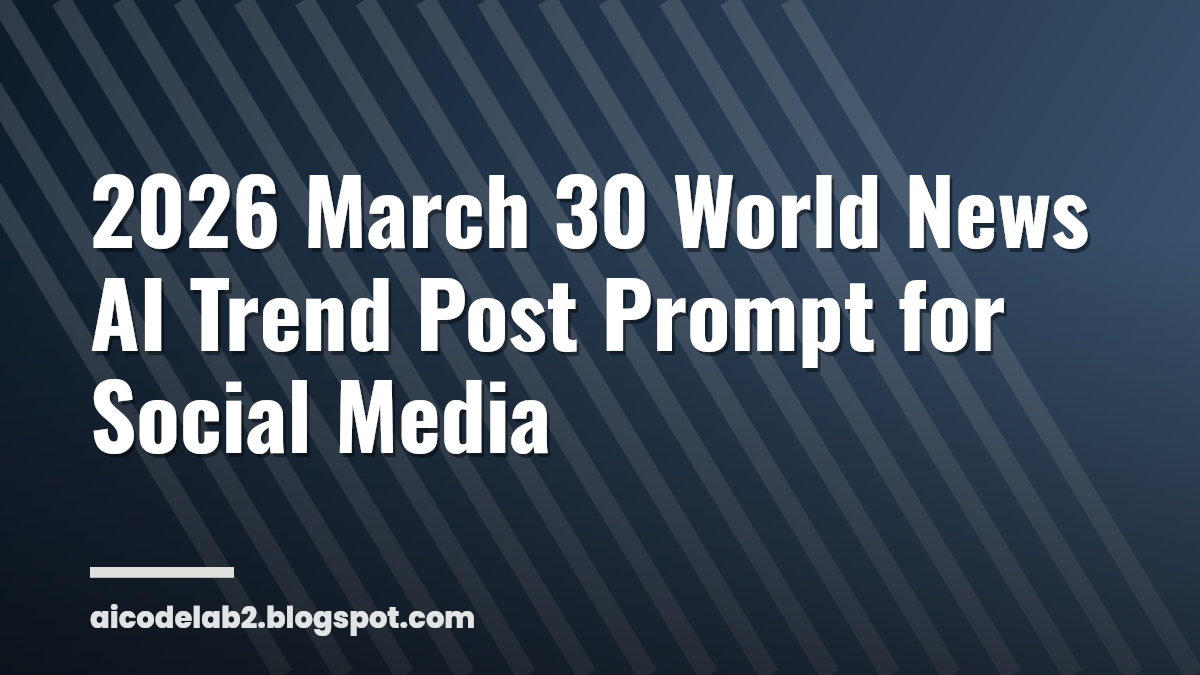 2026 March 30 World News
AI Trend Post Prompt for
Social Media
aicodelab2.blogspot.com